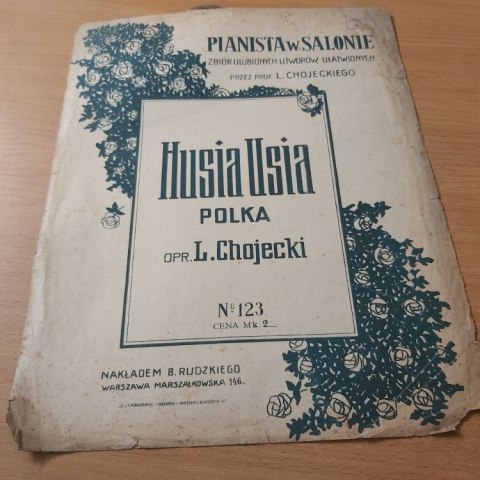 PIANISTA W SALONIE
ZBIÓR ULUBIONYCH UTWORÓW UŁATWIONYCH
PRZEZ PROF. L. CHOJECKIEGO
Husia Usia
POLKA
OPR. L. Chojecki
No. 123
CENA Mk. 2
NAKŁADEM B. RUDZKIEGO
WARSZAWA MARSZAŁKOWSKA 146.